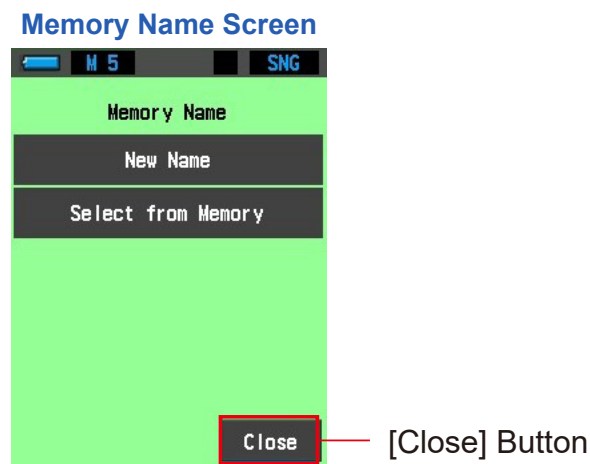 Memory Name Screen
M 5 SNG
Memory Name
New Name
Select from Memory
Close
[Close] Button